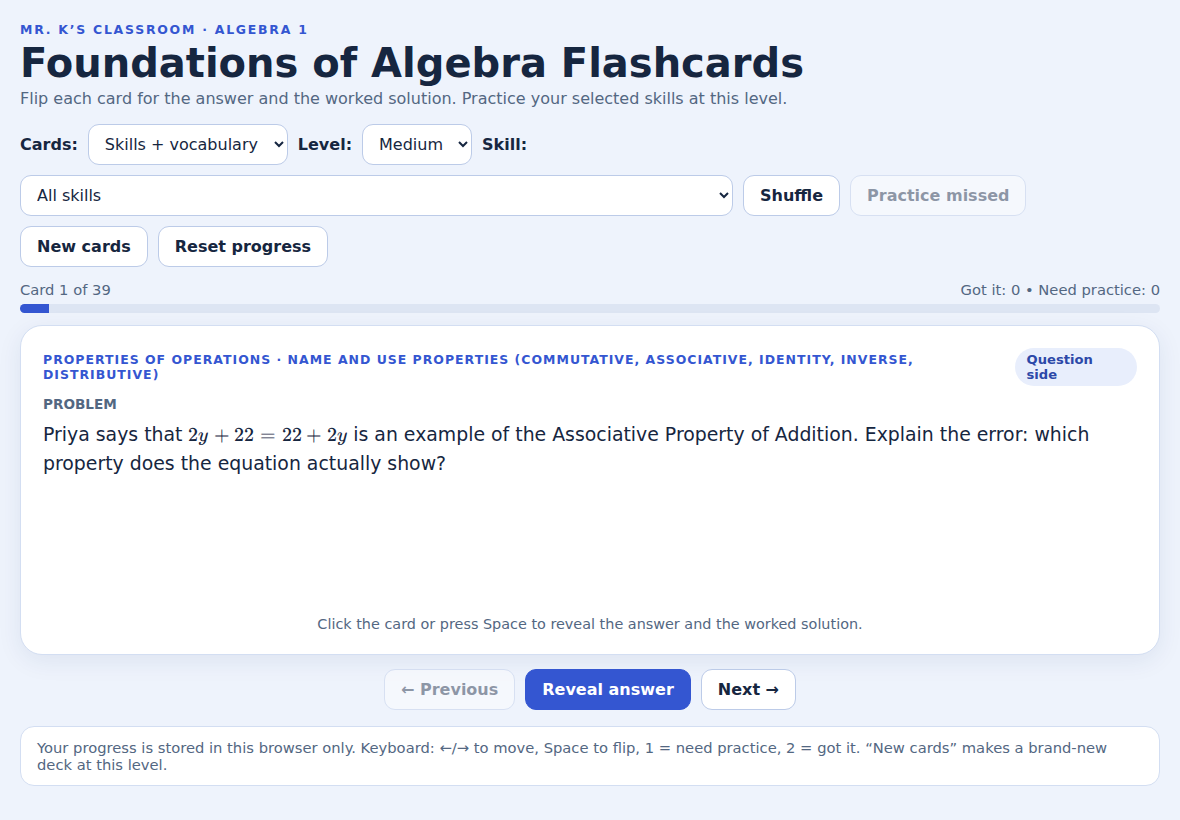 MR. K’S CLASSROOM · ALGEBRA 1
Foundations of Algebra Flashcards
Flip each card for the answer and the worked solution. Practice your selected skills at this level.
Cards: Skills + vocabulary Level: Medium Skill:
All skills Shuffle Practice missed
New cards Reset progress
Card 1 of 39 Got it: 0 • Need practice: 0
PROPERTIES OF OPERATIONS · NAME AND USE PROPERTIES (COMMUTATIVE, ASSOCIATIVE, IDENTITY, INVERSE,
DISTRIBUTIVE)
Question
side
PROBLEM
Priya says that 2y + 22 = 22 + 2y is an example of the Associative Property of Addition. Explain the error: which
property does the equation actually show?
Click the card or press Space to reveal the answer and the worked solution.
← Previous Reveal answer Next →
Your progress is stored in this browser only. Keyboard: ←/→ to move, Space to flip, 1 = need practice, 2 = got it. “New cards” makes a brand-new
deck at this level.